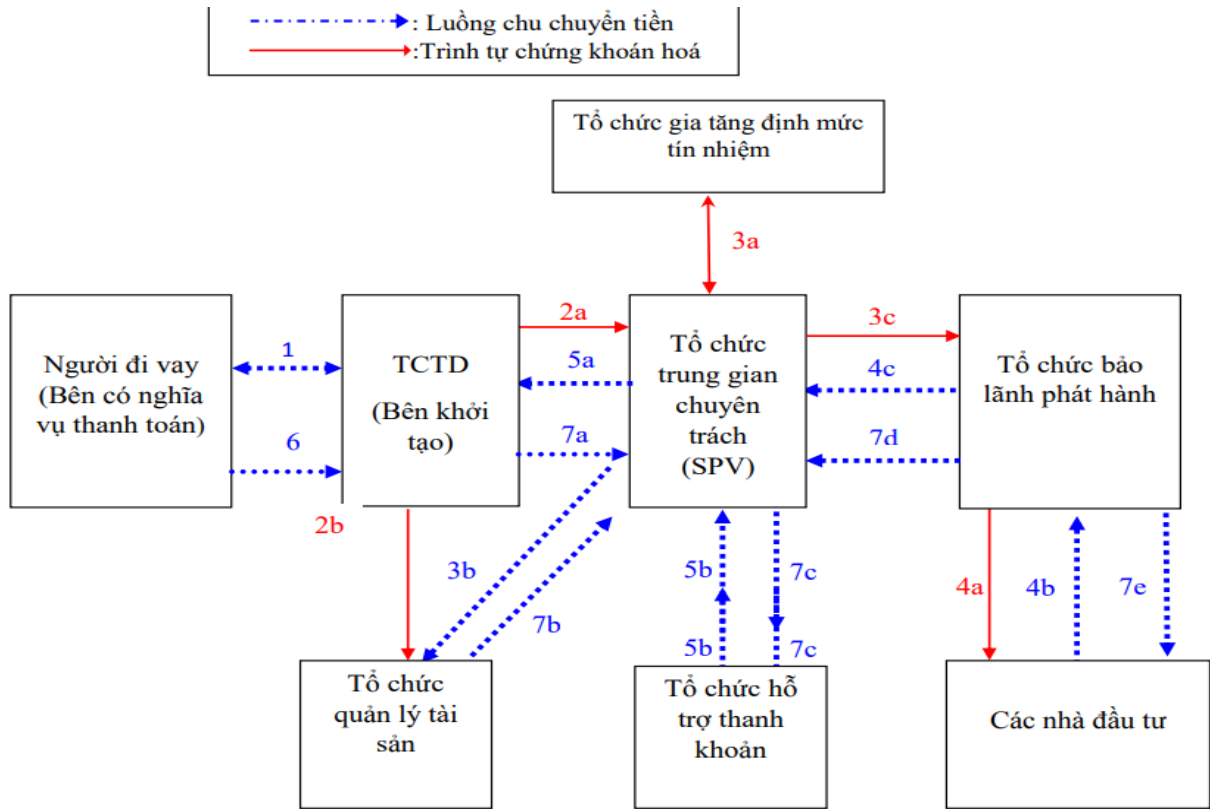 : Luồng chu chuyển tiền
:Trình tự chứng khoán hoá
Tổ chức gia tăng định mức
tín nhiệm
3a
Người đi vay
(Bên có nghĩa
vụ thanh toán)
1
6
TCTD
(Bên khởi
tạo)
2a
5a
7a
Tổ chức
trung gian
chuyên
trách
(SPV)
3c
4c
7d
Tổ chức bảo
lãnh phát hành
2b
3b
7b
5b
5b
7c
7c
4a
4b
7e
Tổ chức
quản lý tài
sản
Tổ chức hỗ
trợ thanh
khoản
Các nhà đầu tư